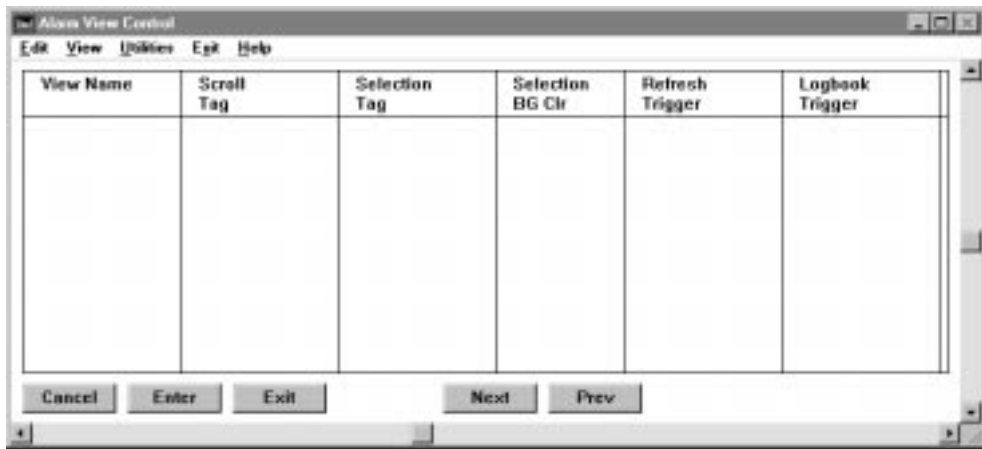 Alarm View Control
Edit View Utilities Exit Help
View Name Scroll Tag Selection Tag Selection BG Clr Refresh Trigger Logbook Trigger
Cancel Enter Exit Next Prev